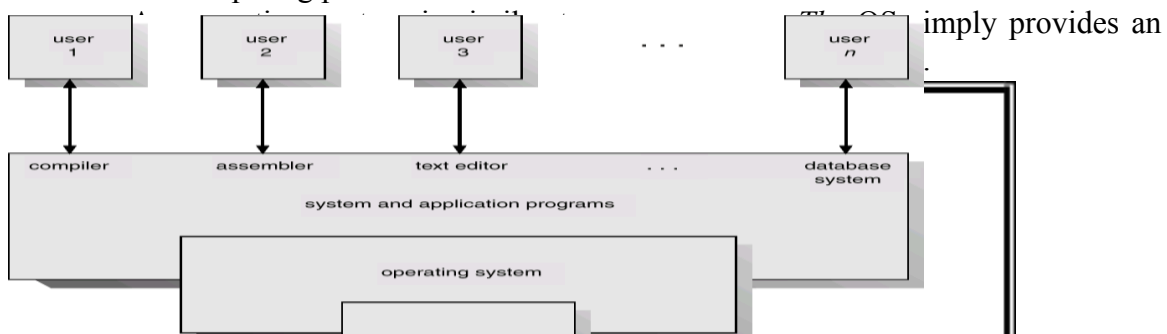 imply provides an
user 1 user 2 user 3 . . . user n
compiler assembler text editor . . . database system
system and application programs
operating system